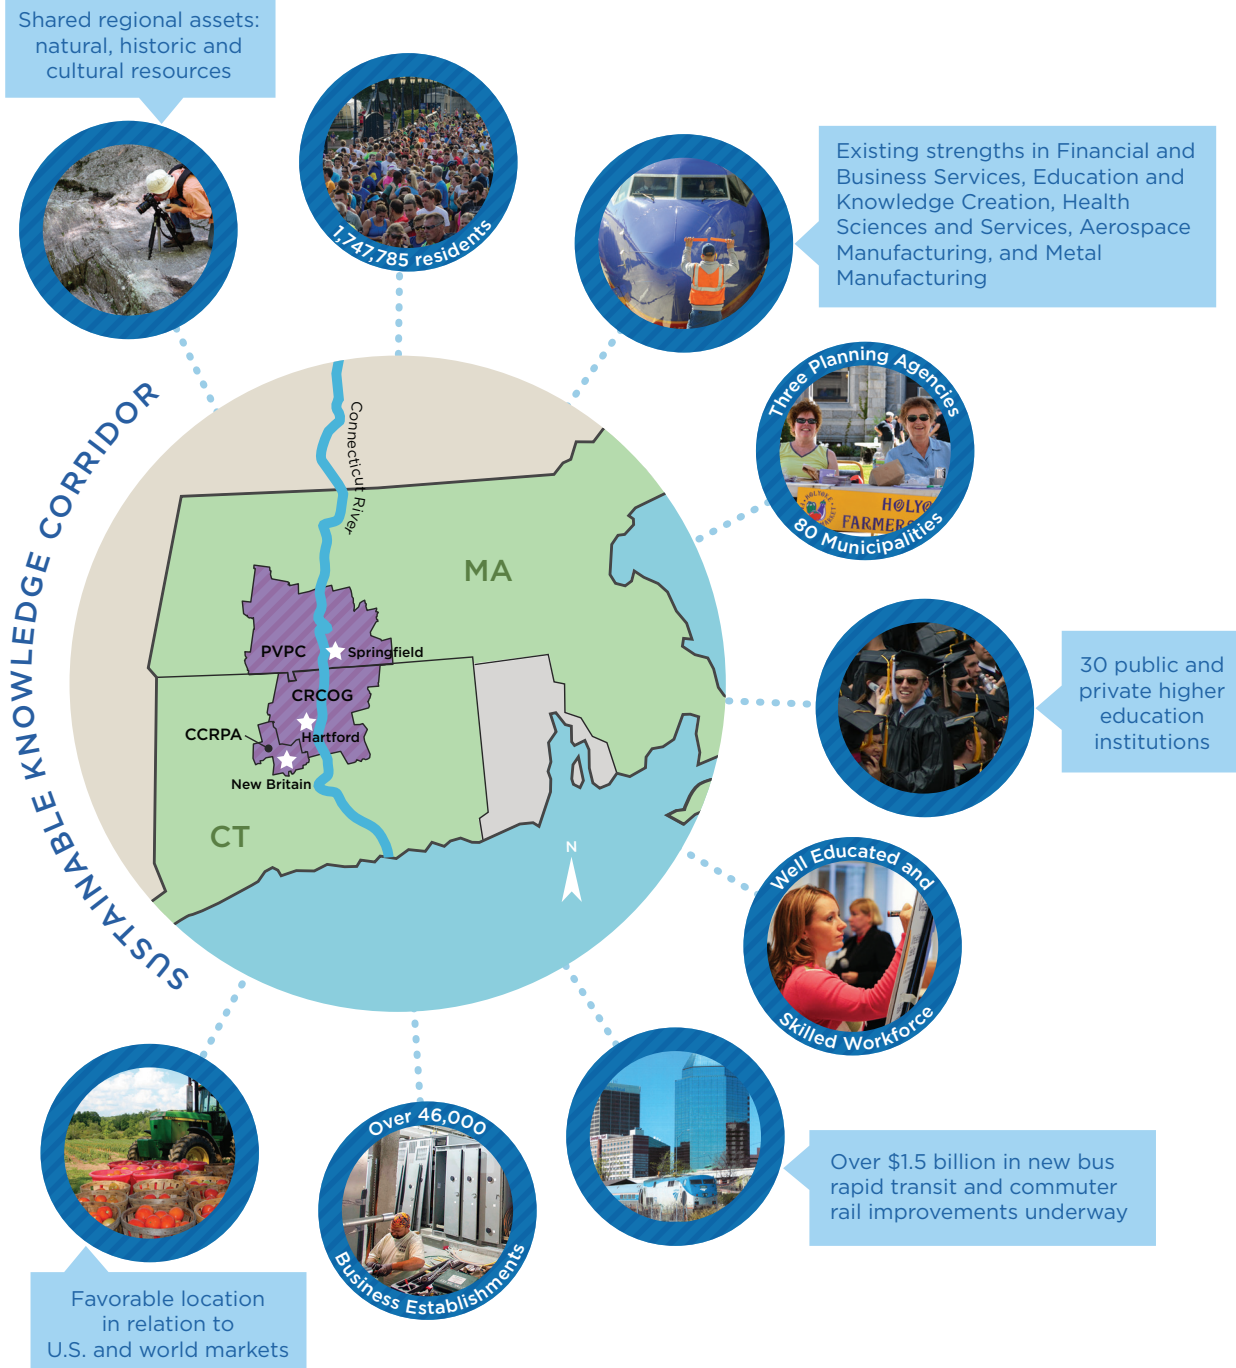 Shared regional assets:
natural, historic and
cultural resources
1,747,785 residents
Existing strengths in Financial and
Business Services, Education and
Knowledge Creation, Health
Sciences and Services, Aerospace
Manufacturing, and Metal
Manufacturing
Three Planning Agencies
HOLYOKE
MARKET
HOLYO
FARMERS
80 Municipalities
SUSTAINABLE KNOWLEDGE CORRIDOR
Connecticut River
MA
PVPC
Springfield
CRCOG
CCRPA
Hartford
New Britain
CT
N
30 public and
private higher
education
institutions
Well Educated and
Skilled Workforce
Over $1.5 billion in new bus
rapid transit and commuter
rail improvements underway
Over 46,000
Business Establishments
Favorable location
in relation to
U.S. and world markets